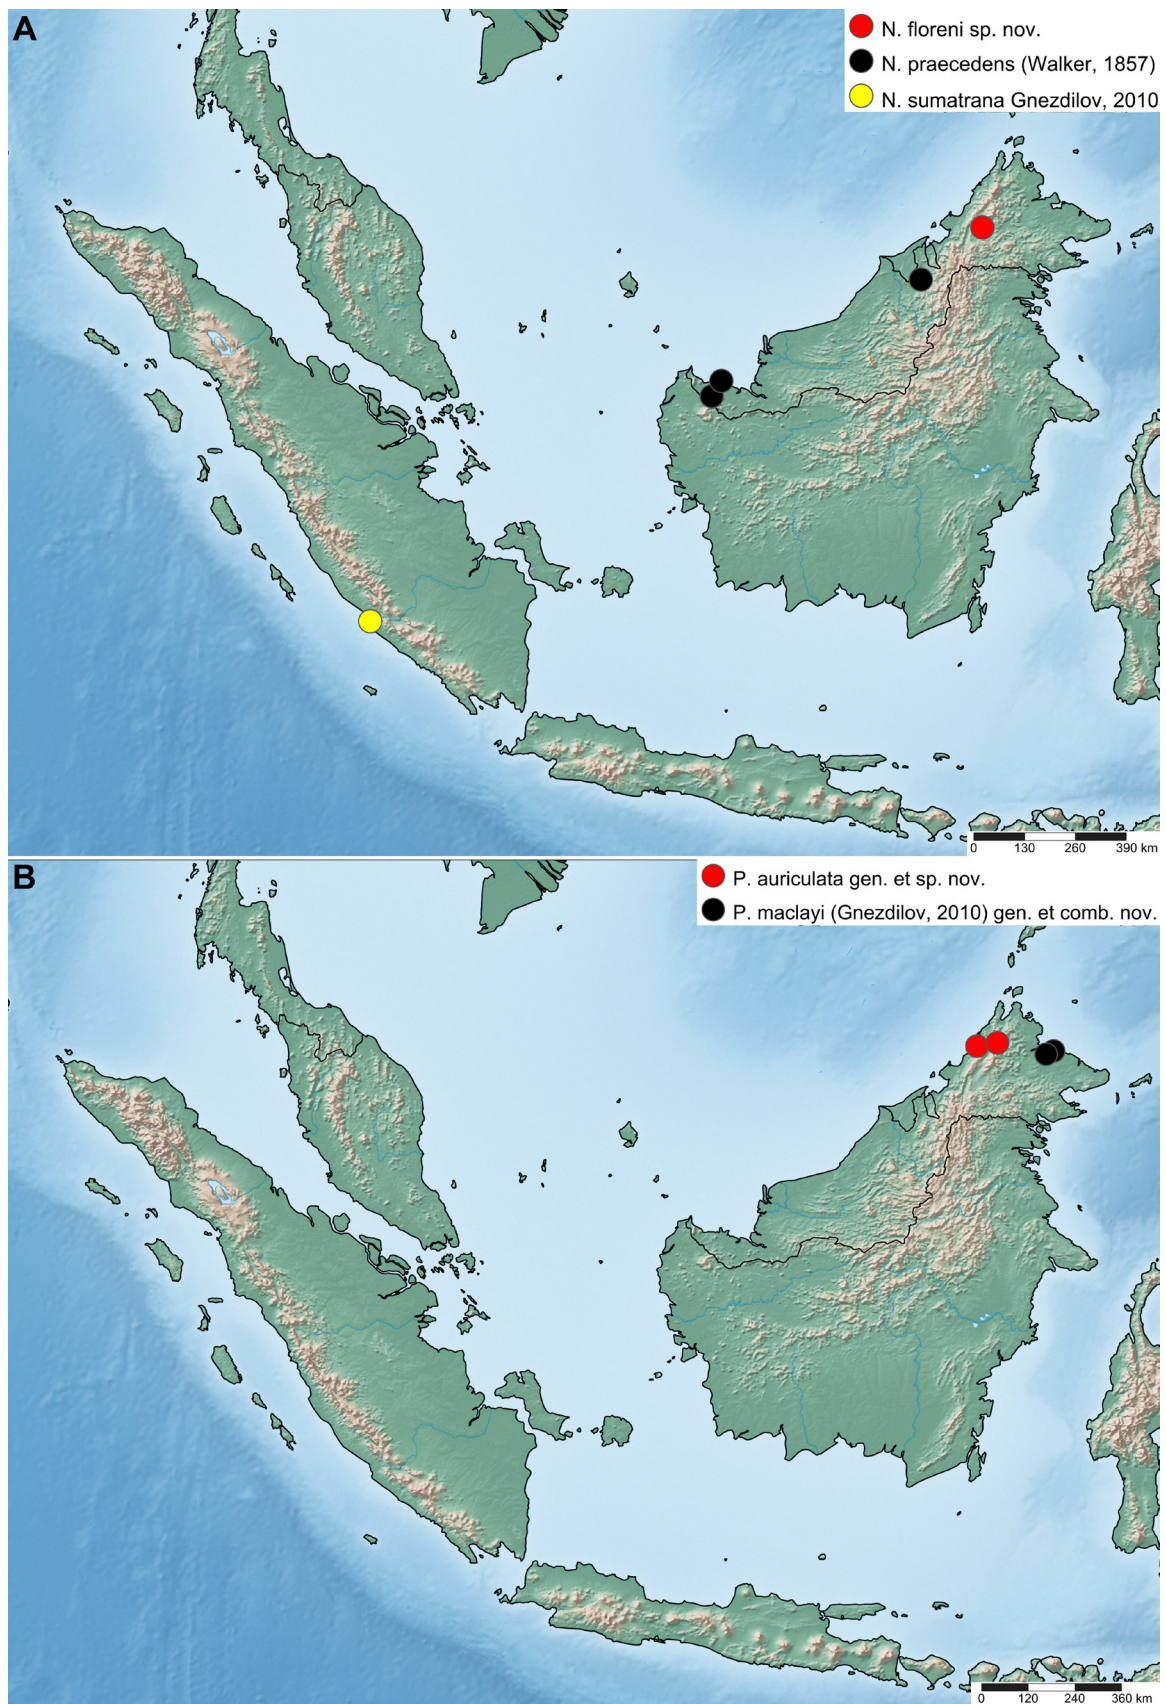 A
N. floreni sp. nov.
N. praecedens (Walker, 1857)
N. sumatrana Gnezdilov, 2010
0 130 260 390 km
B
P. auriculata gen. et sp. nov.
P. maclayi (Gnezdilov, 2010) gen. et comb. nov.
0 120 240 360 km